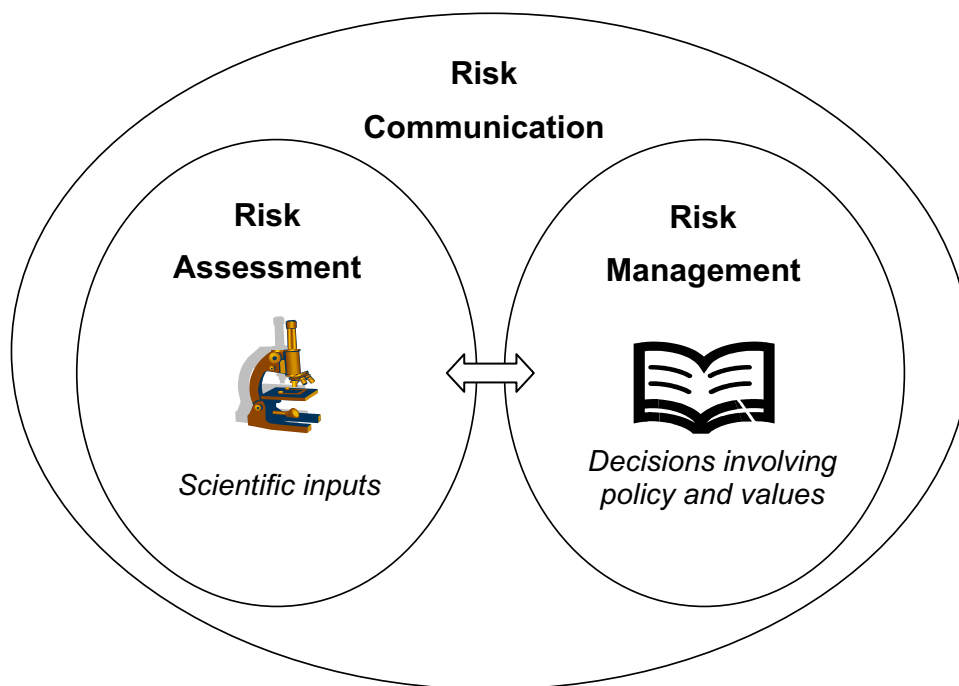 Risk
Communication
Risk
Assessment
Scientific inputs
Risk
Management
Decisions involving
policy and values